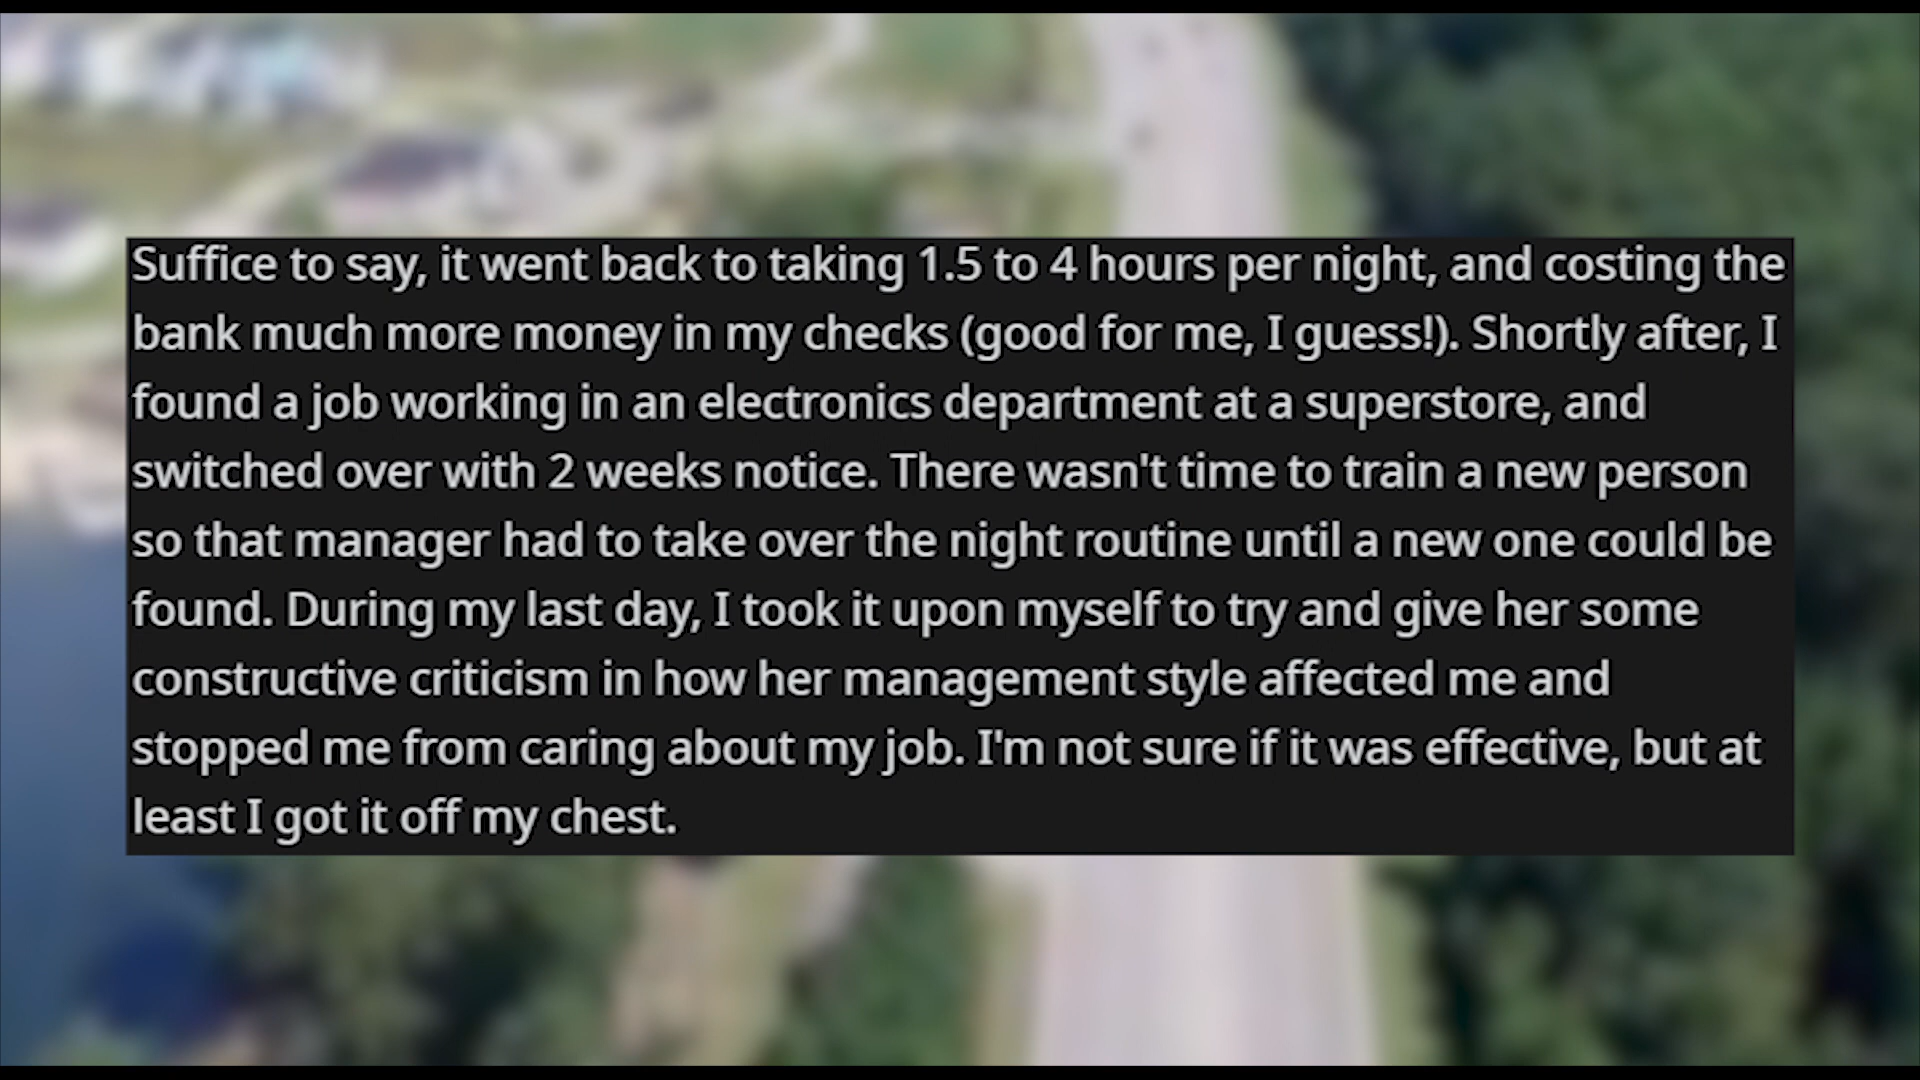 Suffice to say, it went back to taking 1.5 to 4 hours per night, and costing the
bank much more money in my checks (good for me, I guess!). Shortly after, I
found a job working in an electronics department at a superstore, and
switched over with 2 weeks notice. There wasn't time to train a new person
so that manager had to take over the night routine until a new one could be
found. During my last day, I took it upon myself to try and give her some
constructive criticism in how her management style affected me and
stopped me from caring about my job. I'm not sure if it was effective, but at
least I got it off my chest.